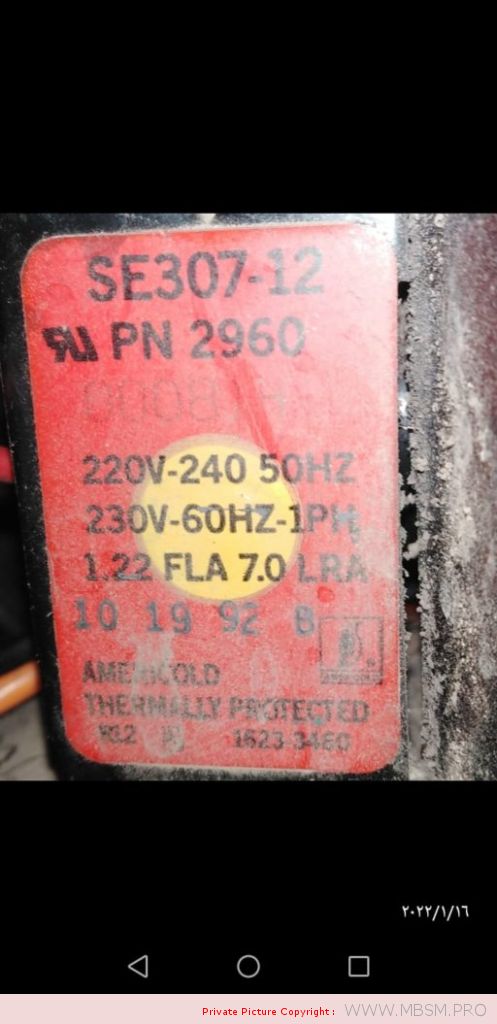 SE307-12
PN 2960
220V-240 50HZ
230V-60HZ-1PH
1.22 FLA 7.0 LRA
10 19 92 B
AMERICOLD
THERMALLY PROTECTED
1623-3460
٢٠٢٢/١/١٦
Private Picture Copyright : WWW.MBSM.PRO